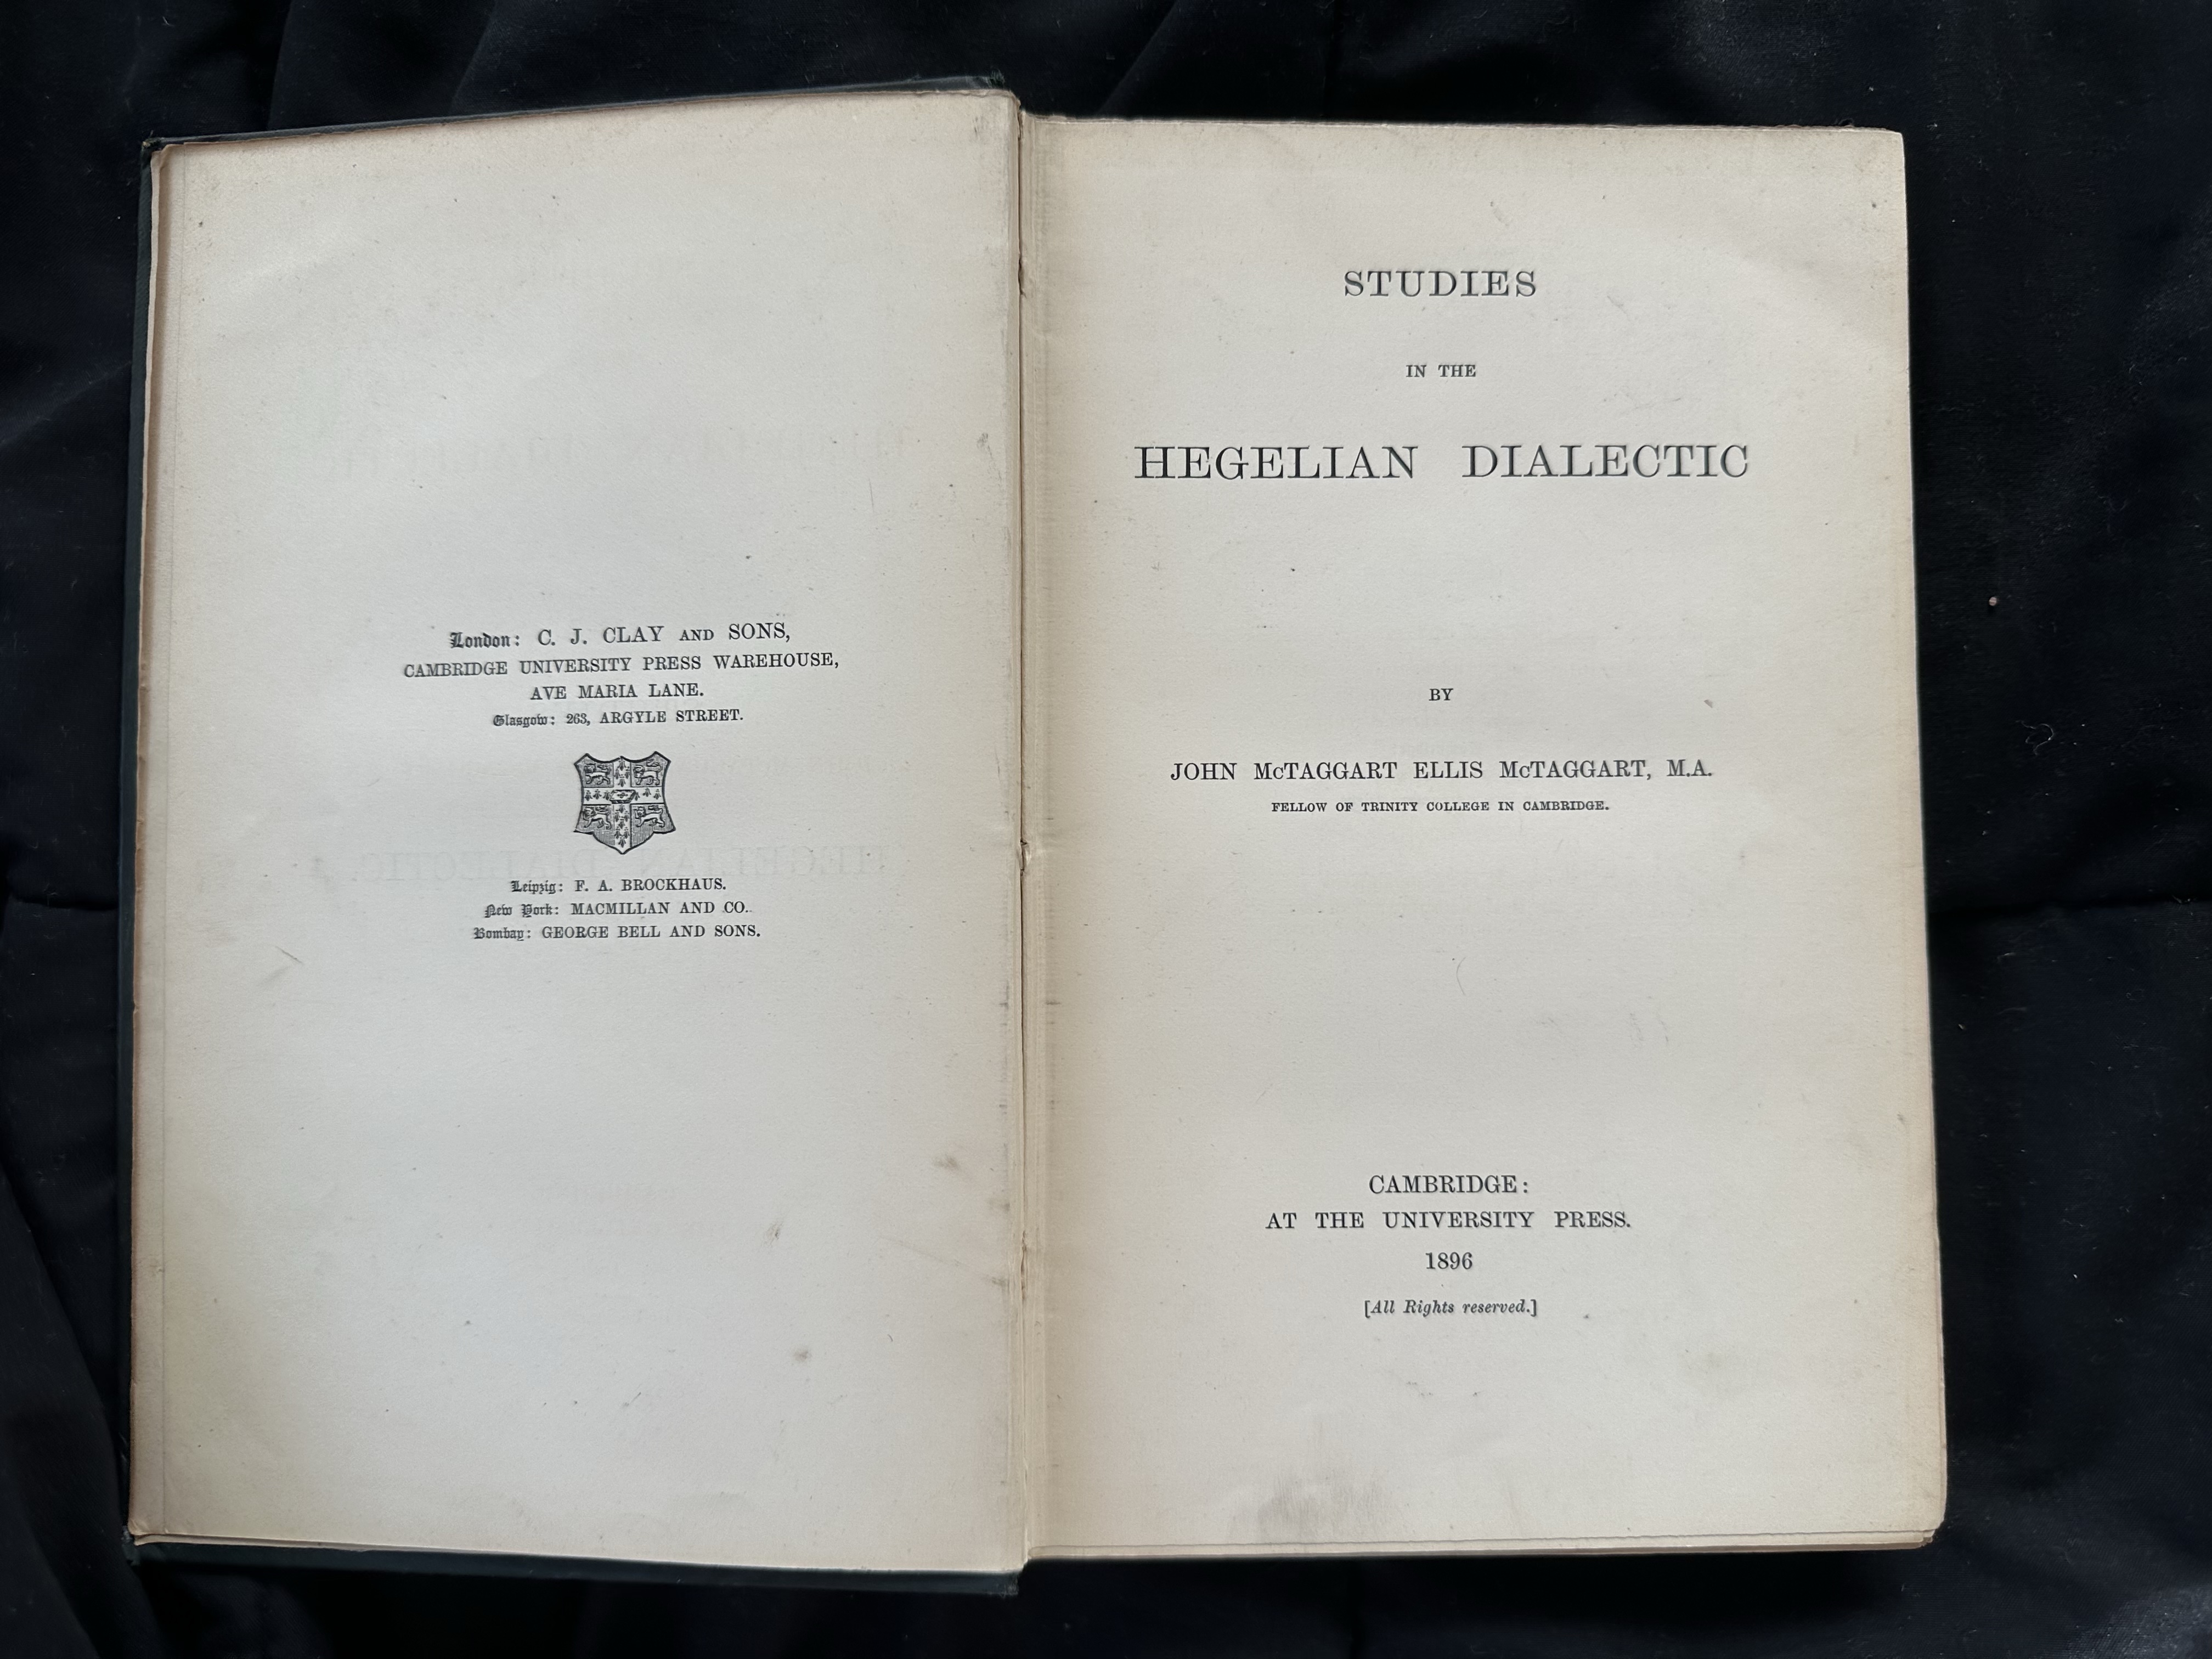 London: C. J. CLAY AND SONS,
CAMBRIDGE UNIVERSITY PRESS WAREHOUSE,
AVE MARIA LANE.
Glasgow: 263, ARGYLE STREET.
Leipzig: F. A. BROCKHAUS.
New York: MACMILLAN AND CO.
Bombay: GEORGE BELL AND SONS.
STUDIES
IN THE
HEGELIAN DIALECTIC
BY
JOHN McTAGGART ELLIS McTAGGART, M.A.
FELLOW OF TRINITY COLLEGE IN CAMBRIDGE.
CAMBRIDGE:
AT THE UNIVERSITY PRESS.
1896
[All Rights reserved.]